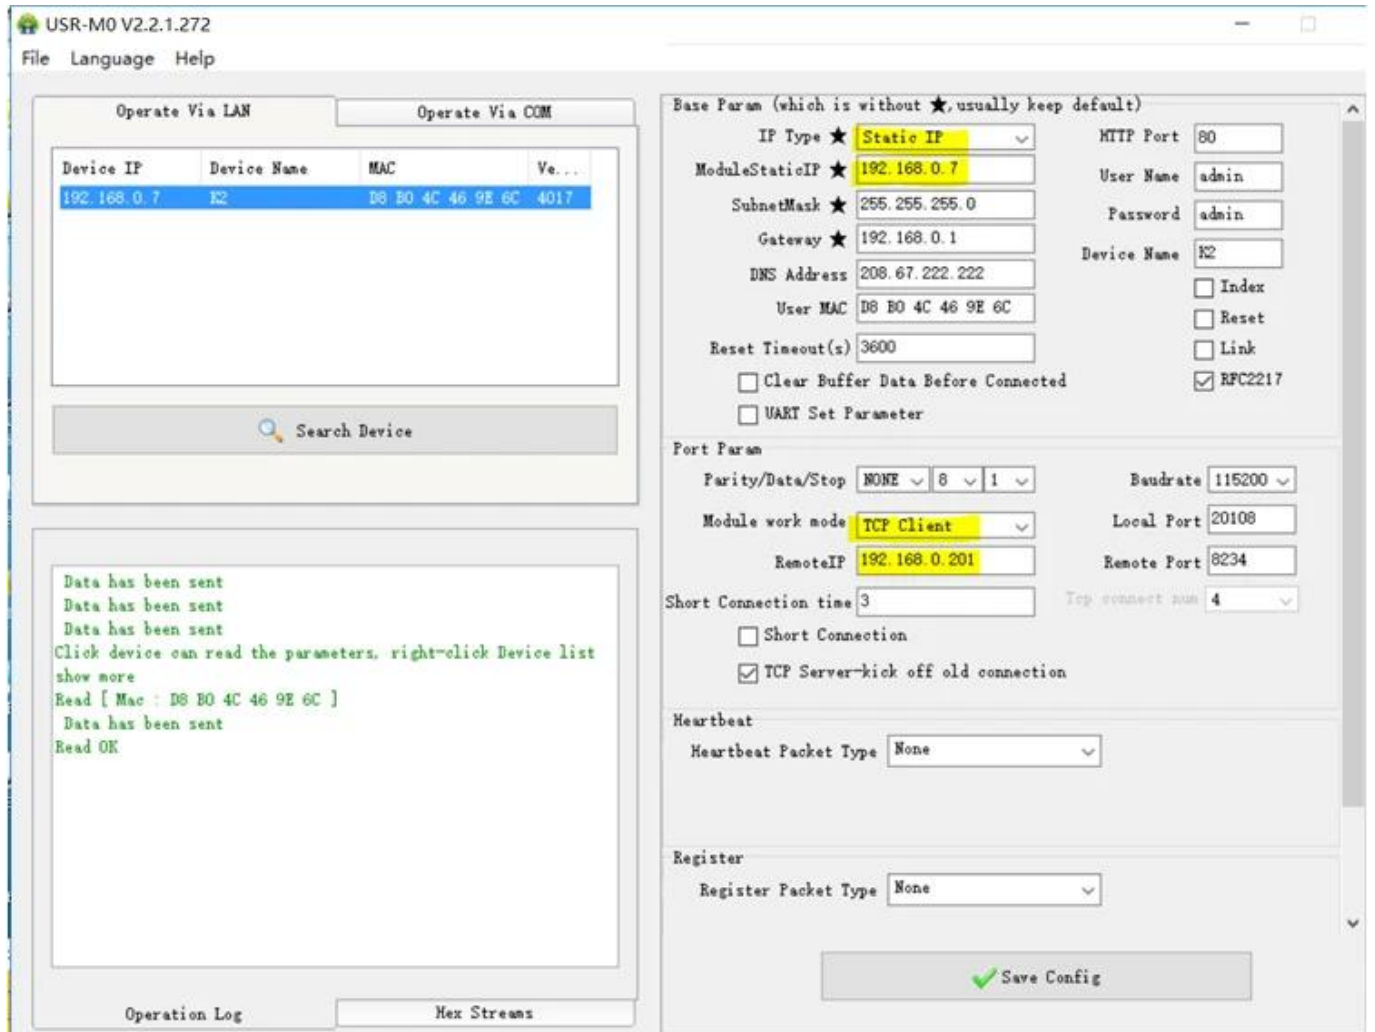 USR-M0 V2.2.1.272
File Language Help
Operate Via LAN
Operate Via COM
Device IP Device Name MAC Ve...
192.168.0.7 K2 D8 B0 4C 46 9E 6C 4017
Search Device
Data has been sent
Data has been sent
Data has been sent
Click device can read the parameters, right-click Device list
show more
Read [ Mac : D8 B0 4C 46 9E 6C ]
Data has been sent
Read OK
Operation Log
Hex Streams
Base Param (which is without ★,usually keep default)
IP Type ★ Static IP
HTTP Port 80
ModuleStaticIP ★ 192.168.0.7
User Name admin
SubnetMask ★ 255.255.255.0
Password admin
Gateway ★ 192.168.0.1
Device Name K2
DNS Address 208.67.222.222
Index
User MAC D8 B0 4C 46 9E 6C
Reset
Reset Timeout(s) 3600
Link
Clear Buffer Data Before Connected
RFC2217
UART Set Parameter
Port Param
Parity/Data/Stop NONE 8 1
Baudrate 115200
Module work mode TCP Client
Local Port 20108
RemoteIP 192.168.0.201
Remote Port 8234
Short Connection time 3
Tcp connect num 4
Short Connection
TCP Server-kick off old connection
Heartbeat
Heartbeat Packet Type None
Register
Register Packet Type None
Save Config